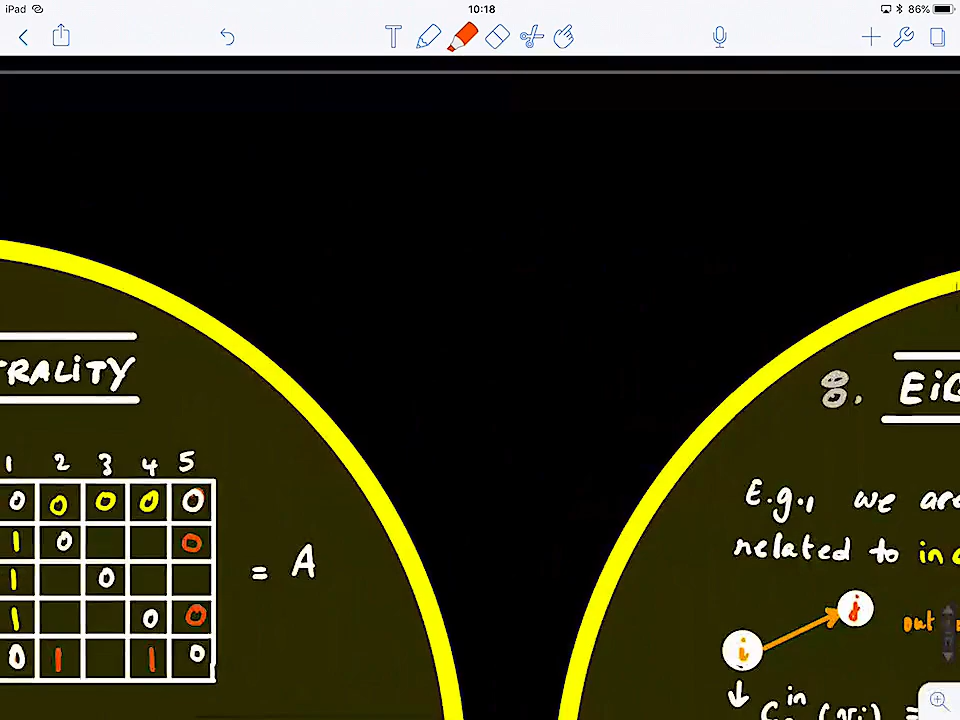 iPad 10:18 86%
T
RALITY
1 2 3 4 5
0 0 0 0 0
1 0 0
1 0
1 0 0
0 1 1 0
= A
8. EI
E.g., we are
related to in
i j out
in